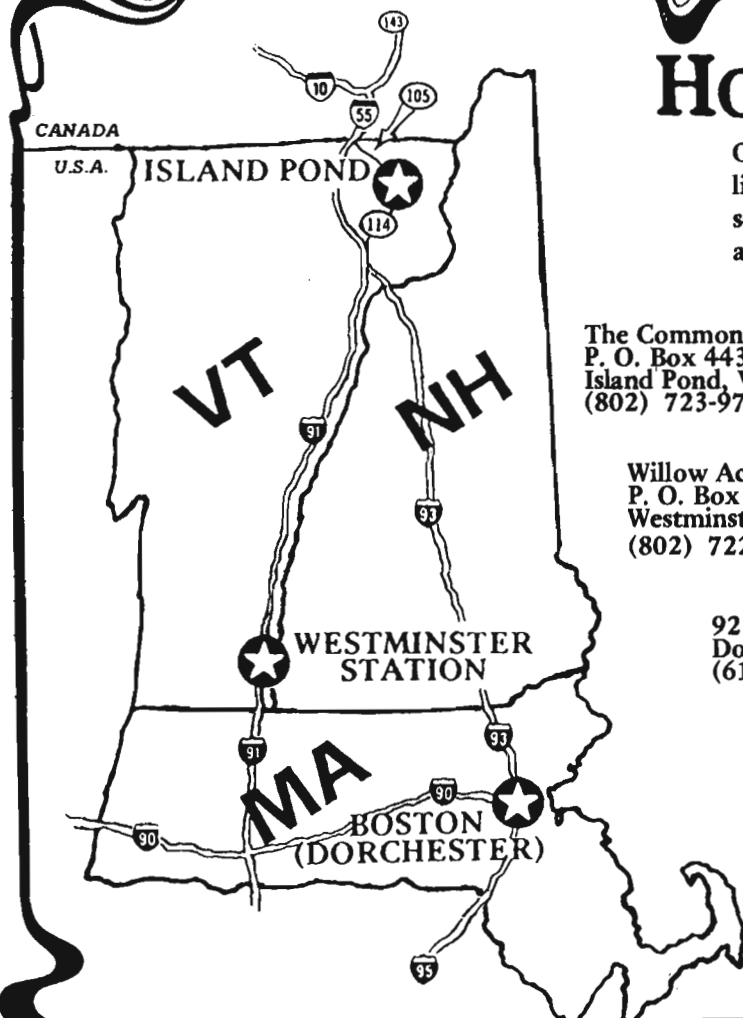 143
10
105
55
CANADA
U.S.A.
ISLAND POND
114
VT
NH
91
93
WESTMINSTER
STATION
91
93
MA
90
90
BOSTON
(DORCHESTER)
95
The Common
P. O. Box 443
Island Pond,
(802) 723-97
Willow Ac
P. O. Box
Westminst
(802) 722
92
Do
(61